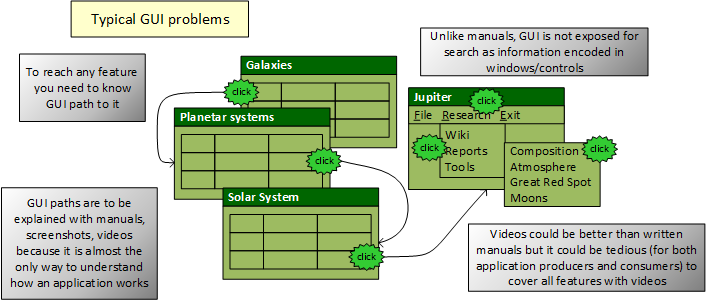 Typical GUI problems
To reach any feature
you need to know
GUI path to it
Galaxies
click
Planetar systems
click
Solar System
click
GUI paths are to be
explained with manuals,
screenshots, videos
because it is almost the
only way to understand
how an application works
Unlike manuals, GUI is not exposed for
search as information encoded in
windows/controls
Jupiter
click
File Research Exit
Wiki
click
Reports
Tools
Composition
click
Atmosphere
Great Red Spot
Moons
Videos could be better than written
manuals but it could be tedious (for both
application producers and consumers) to
cover all features with videos